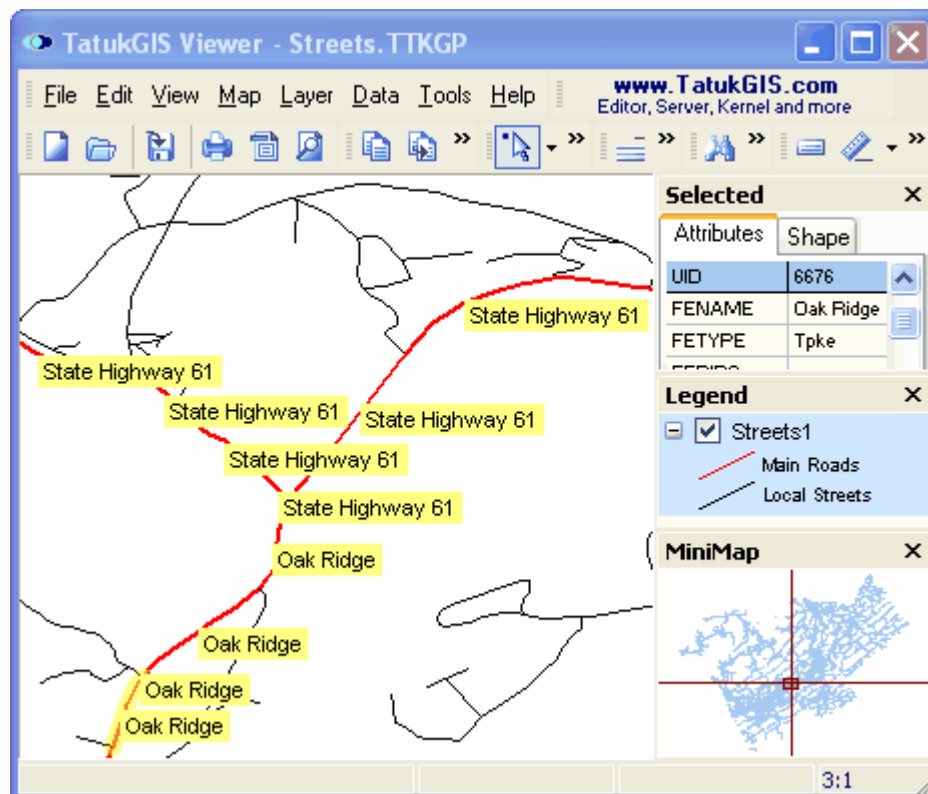 TatukGIS Viewer - Streets.TTKGP
File Edit View Map Layer Data Tools Help
www.TatukGIS.com
Editor, Server, Kernel and more
Selected
Attributes Shape
UID 6676
FENAME Oak Ridge
FETYPE Tpke
State Highway 61
State Highway 61
State Highway 61
State Highway 61
State Highway 61
State Highway 61
Oak Ridge
Oak Ridge
Oak Ridge
Oak Ridge
Legend
Streets1
Main Roads
Local Streets
MiniMap
3:1